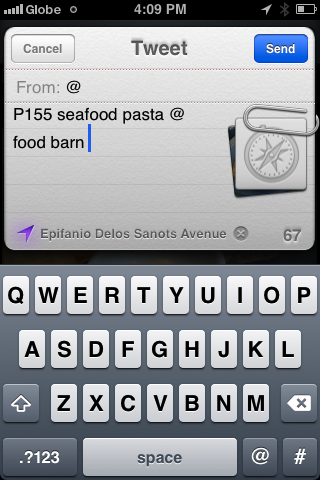 Globe 4:09 PM
Cancel Tweet Send
From: @
P155 seafood pasta @
food barn
Epifanio Delos Sanots Avenue 67
Q W E R T Y U I O P
A S D F G H J K L
Z X C V B N M
.?123 space @ #